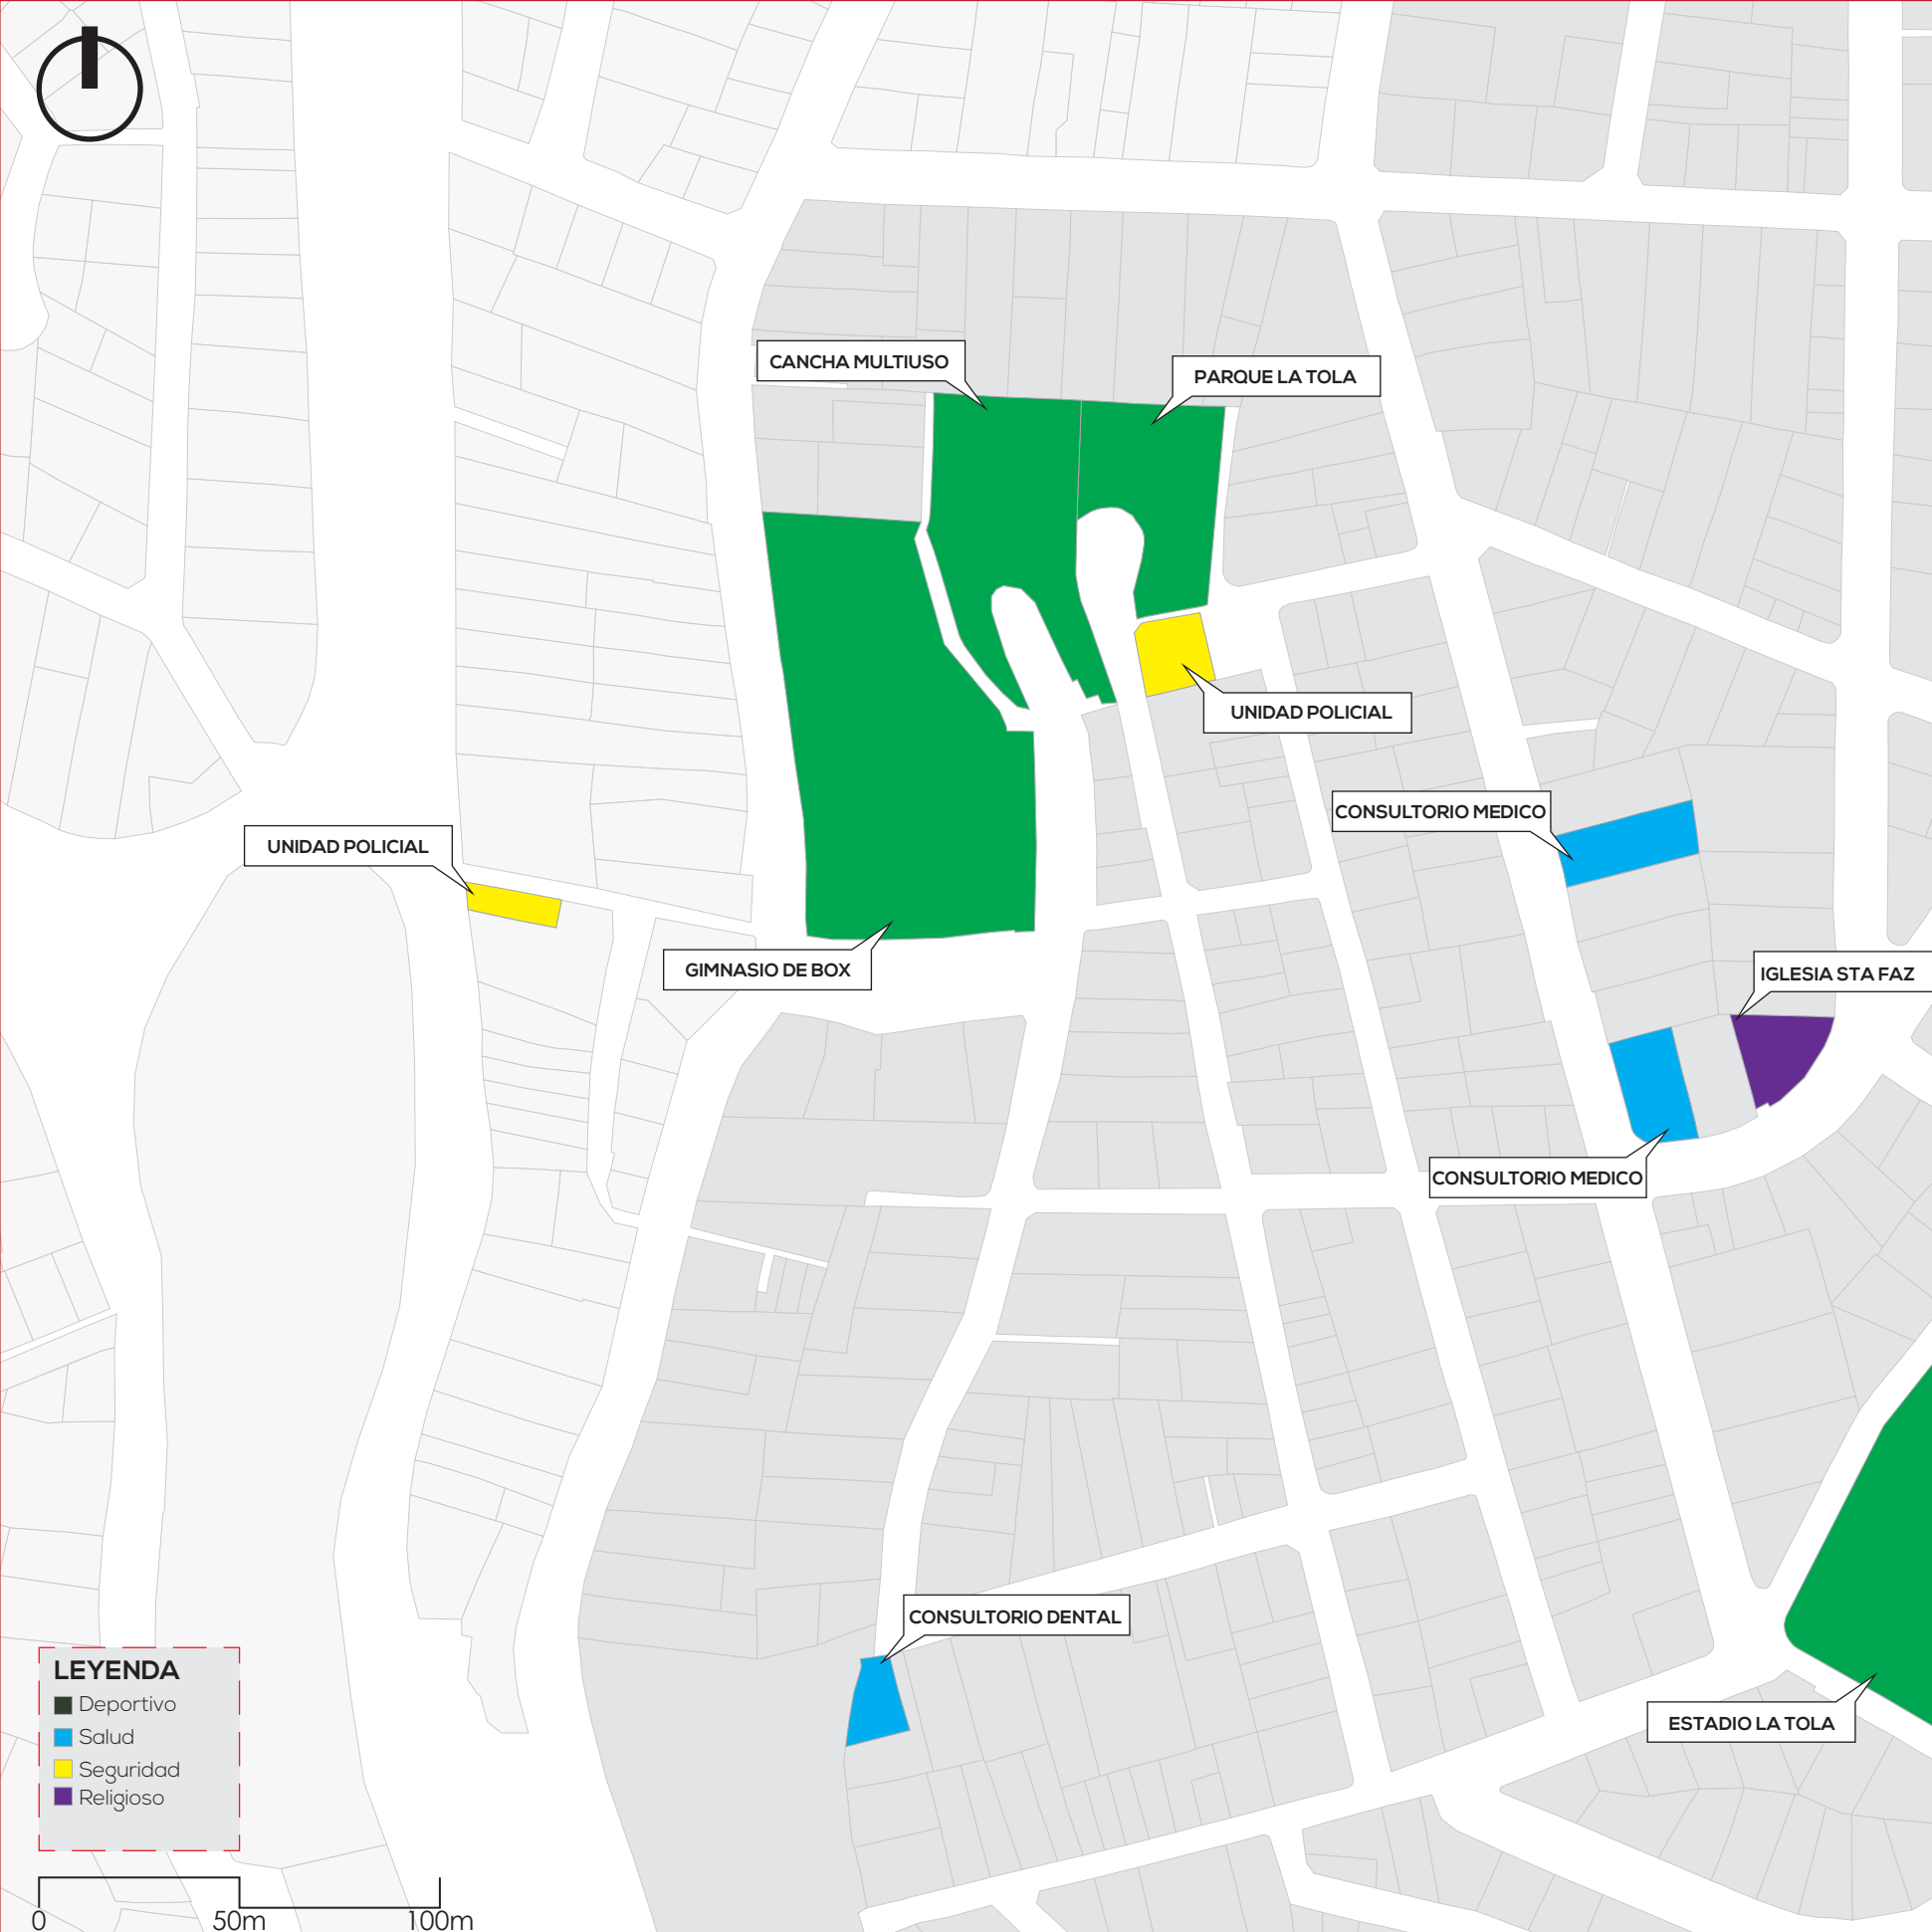 CANCHA MULTIUSO
PARQUE LA TOLA
UNIDAD POLICIAL
CONSULTORIO MEDICO
UNIDAD POLICIAL
GIMNASIO DE BOX
IGLESIA STA FAZ
CONSULTORIO MEDICO
CONSULTORIO DENTAL
ESTADIO LA TOLA
LEYENDA
Deportivo
Salud
Seguridad
Religioso
0 50m 100m